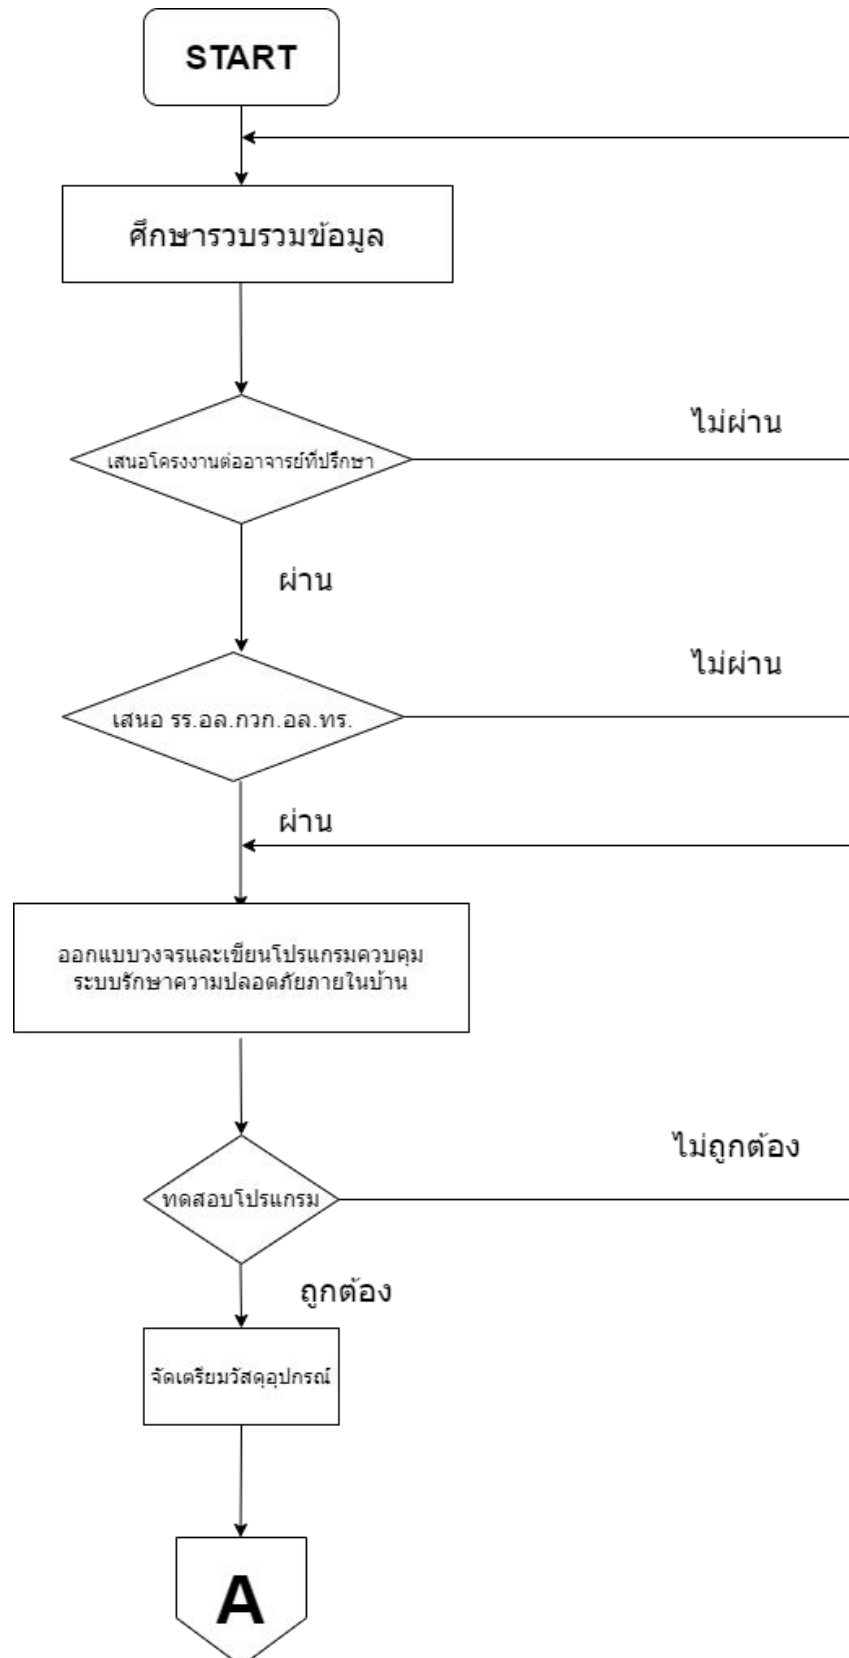 START
ศึกษารวบรวมข้อมูล
ไม่ผ่าน
เสนอโครงงานต่ออาจารย์ที่ปรึกษา
ผ่าน
ไม่ผ่าน
เสนอ รร.อล.กวก.อล.ทร.
ผ่าน
ออกแบบวงจรและเขียนโปรแกรมควบคุม
ระบบรักษาความปลอดภัยภายในบ้าน
ไม่ถูกต้อง
ทดสอบโปรแกรม
ถูกต้อง
จัดเตรียมวัสดุอุปกรณ์
A